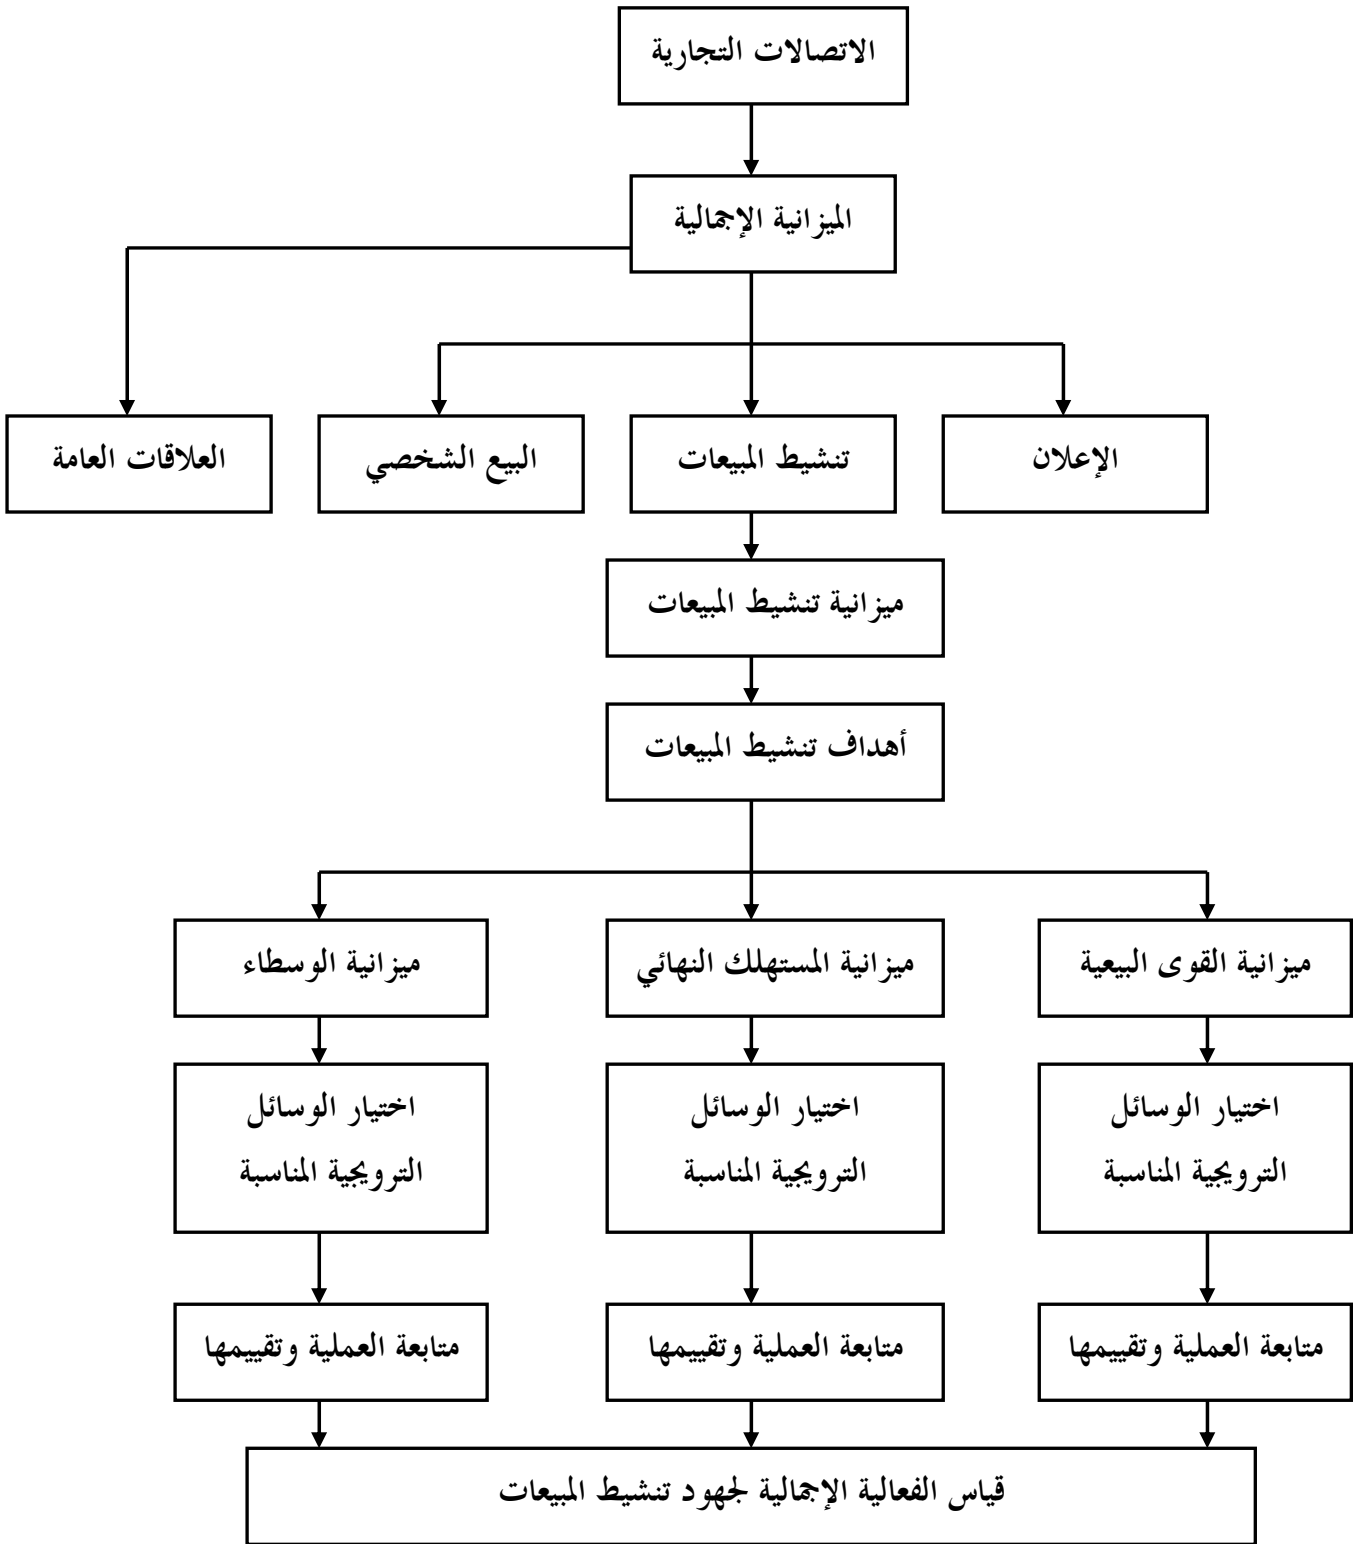 الاتصالات التجارية
الميزانية الإجمالية
الإعلان
تنشيط المبيعات
البيع الشخصي
العلاقات العامة
ميزانية تنشيط المبيعات
أهداف تنشيط المبيعات
ميزانية القوى البيعية
ميزانية المستهلك النهائي
ميزانية الوسطاء
اختيار الوسائل
الترويجية المناسبة
اختيار الوسائل
الترويجية المناسبة
اختيار الوسائل
الترويجية المناسبة
متابعة العملية وتقييمها
متابعة العملية وتقييمها
متابعة العملية وتقييمها
قياس الفعالية الإجمالية لجهود تنشيط المبيعات